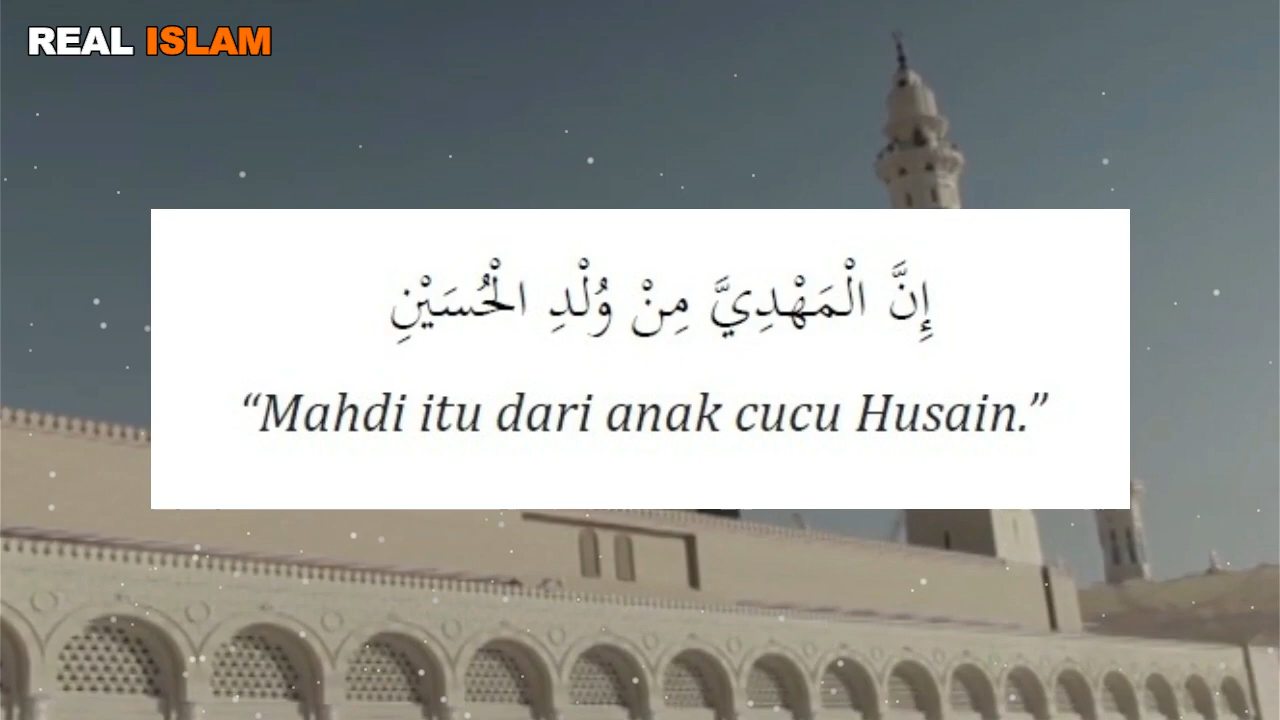 REAL ISLAM
إِنَّ الْمَهْدِيَّ مِنْ وُلْدِ الْحُسَيْنِ
“Mahdi itu dari anak cucu Husain.”